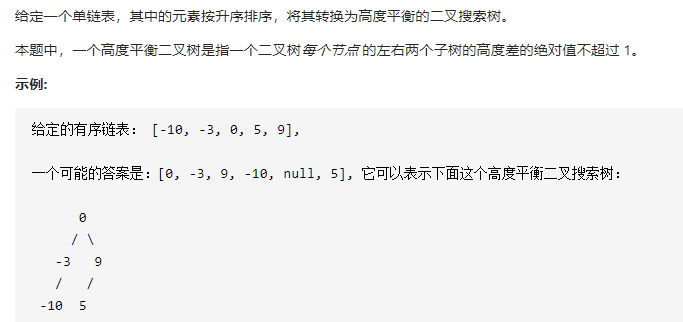 给定一个单链表，其中的元素按升序排序，将其转换为高度平衡的二叉搜索树。
本题中，一个高度平衡二叉树是指一个二叉树每个节点 的左右两个子树的高度差的绝对值不超过 1。
示例:
给定的有序链表： [-10, -3, 0, 5, 9],
一个可能的答案是：[0, -3, 9, -10, null, 5], 它可以表示下面这个高度平衡二叉搜索树：
0
/ \
-3 9
/ /
-10 5